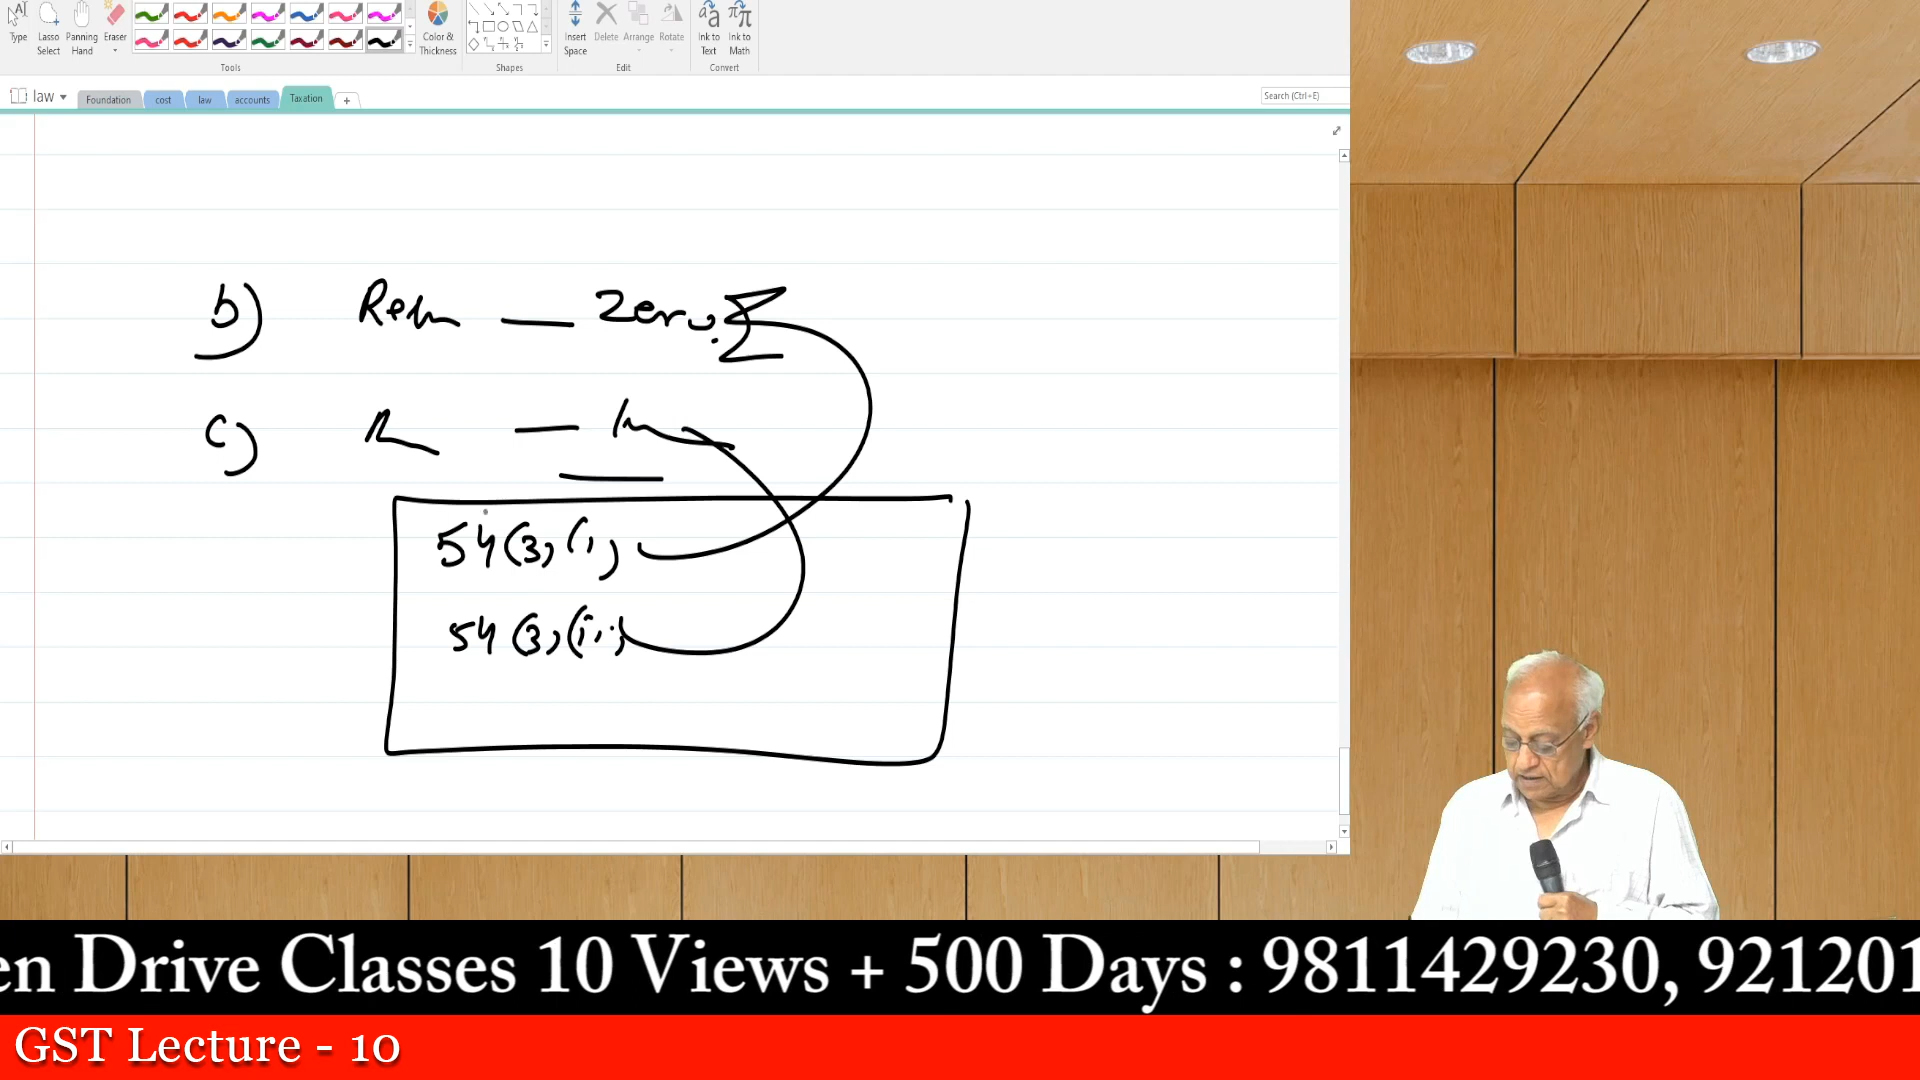 Type Lasso Select Panning Hand Eraser Color & Thickness Insert Space Delete Arrange Rotate Ink to Text Ink to Math
Tools Shapes Edit Convert
law Foundation cost law accounts Taxation + Search (Ctrl+E)
b) — Zero
c) —
54(3)(i)
54(3)(ii)
en Drive Classes 10 Views + 500 Days : 9811429230, 921201
GST Lecture - 10